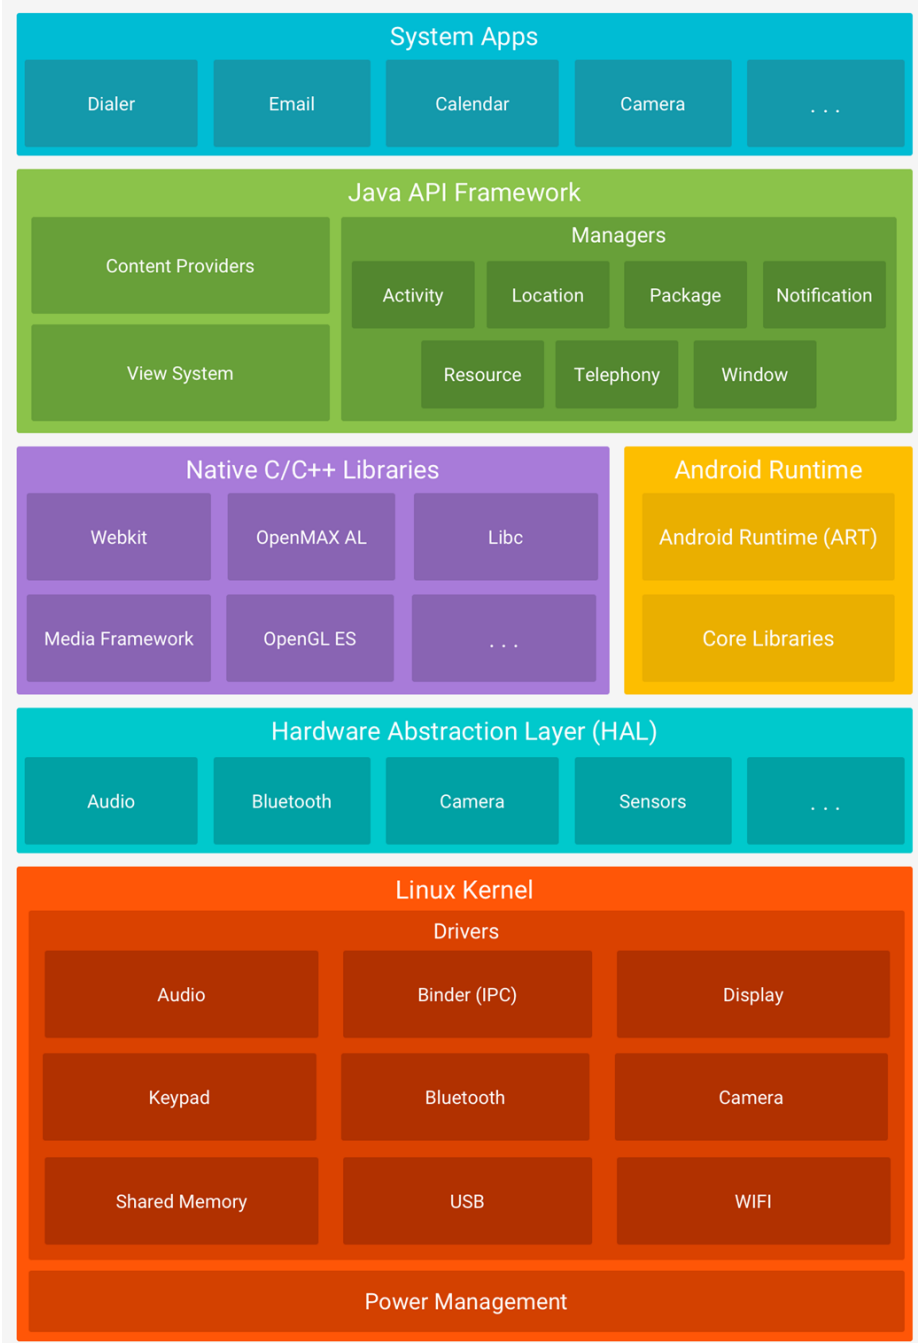 System Apps
Dialer Email Calendar Camera . . .
Java API Framework
Content Providers
View System
Managers
Activity Location Package Notification
Resource Telephony Window
Native C/C++ Libraries
Webkit OpenMAX AL Libc
Media Framework OpenGL ES . . .
Android Runtime
Android Runtime (ART)
Core Libraries
Hardware Abstraction Layer (HAL)
Audio Bluetooth Camera Sensors . . .
Linux Kernel
Drivers
Audio Binder (IPC) Display
Keypad Bluetooth Camera
Shared Memory USB WIFI
Power Management